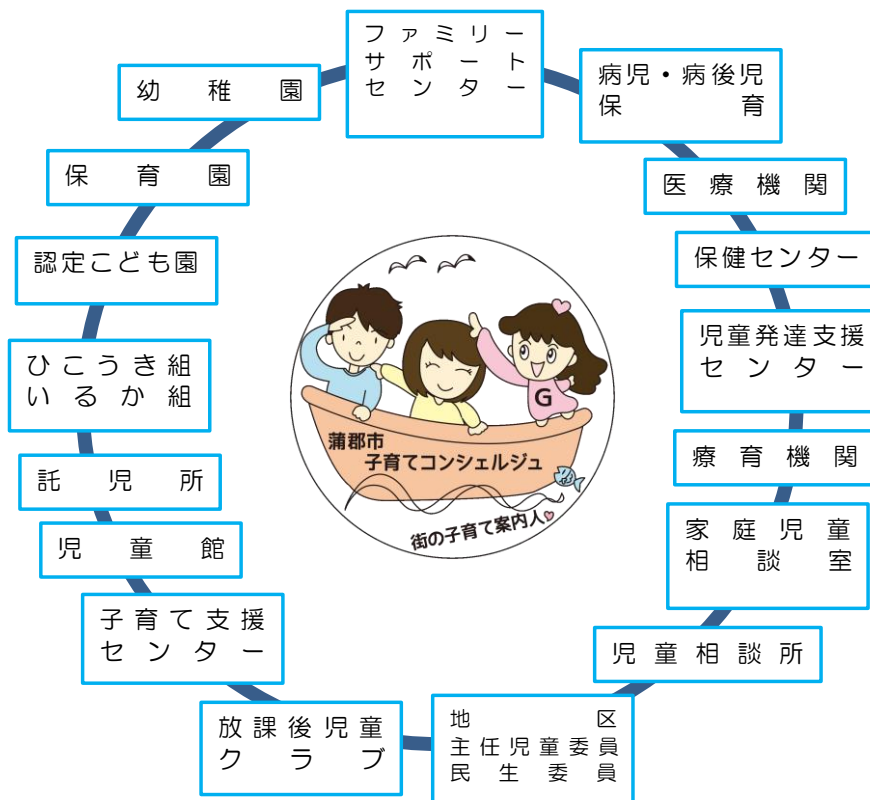 ファミリー
サポート
センター
病児・病後児
保育
医療機関
保健センター
児童発達支援
センター
療育機関
家庭児童
相談室
児童相談所
地区
主任児童委員
民生委員
放課後児童
クラブ
子育て支援
センター
児童館
託児所
ひこうき組
いるか組
認定こども園
保育園
幼稚園
G
蒲郡市
子育てコンシェルジュ
街の子育て案内人